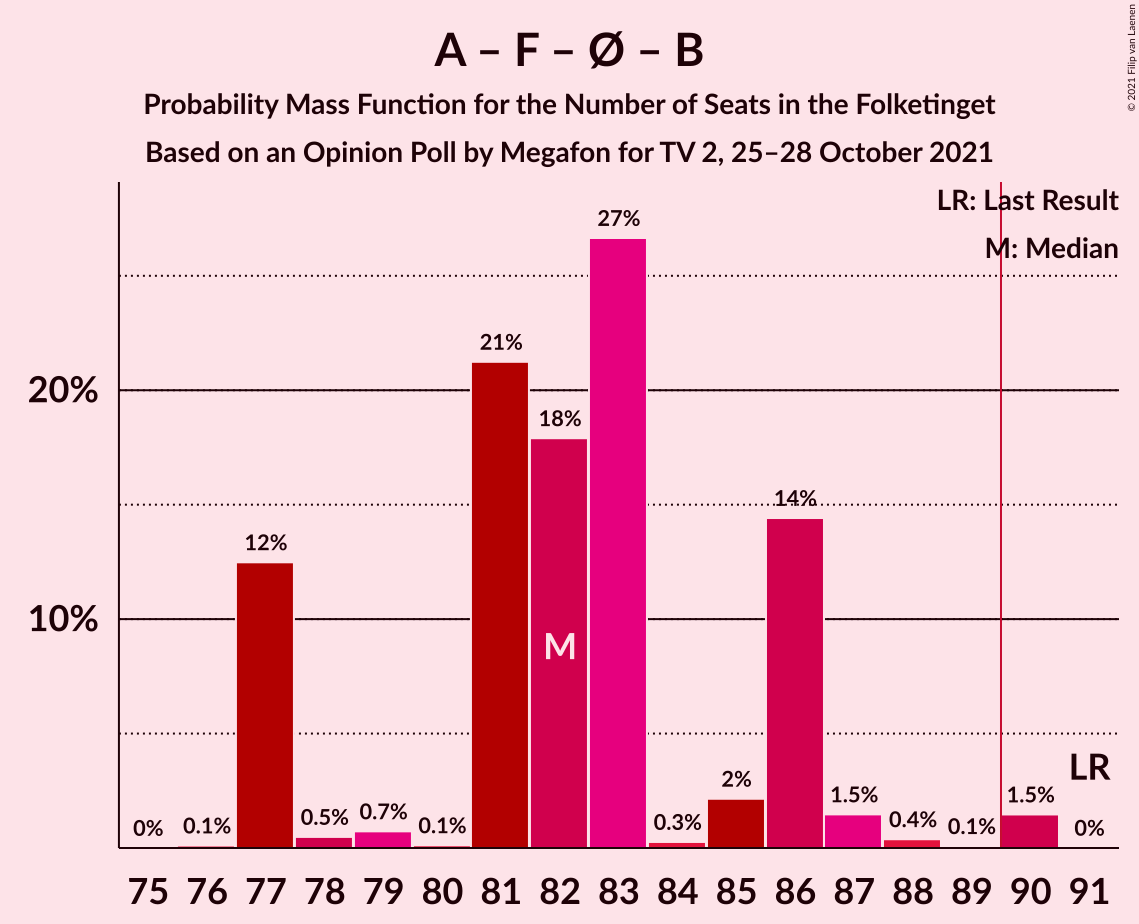 A – F – Ø – B
Probability Mass Function for the Number of Seats in the Folketinget
Based on an Opinion Poll by Megafon for TV 2, 25–28 October 2021
© 2021 Filip van Laenen
LR: Last Result
M: Median
27%
21%
20%
18%
14%
12%
10%
M
LR
2%
1.5%
1.5%
0%
0.1%
0.5%
0.7%
0.1%
0.3%
0.4%
0.1%
0%
75 76 77 78 79 80 81 82 83 84 85 86 87 88 89 90 91